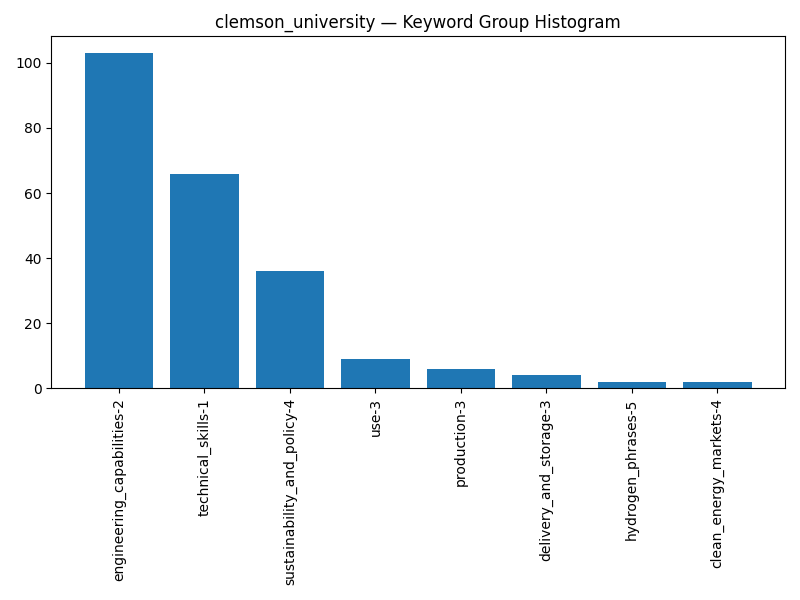 clemson_university — Keyword Group Histogram
100
80
60
40
20
0
engineering_capabilities-2
technical_skills-1
sustainability_and_policy-4
use-3
production-3
delivery_and_storage-3
hydrogen_phrases-5
clean_energy_markets-4